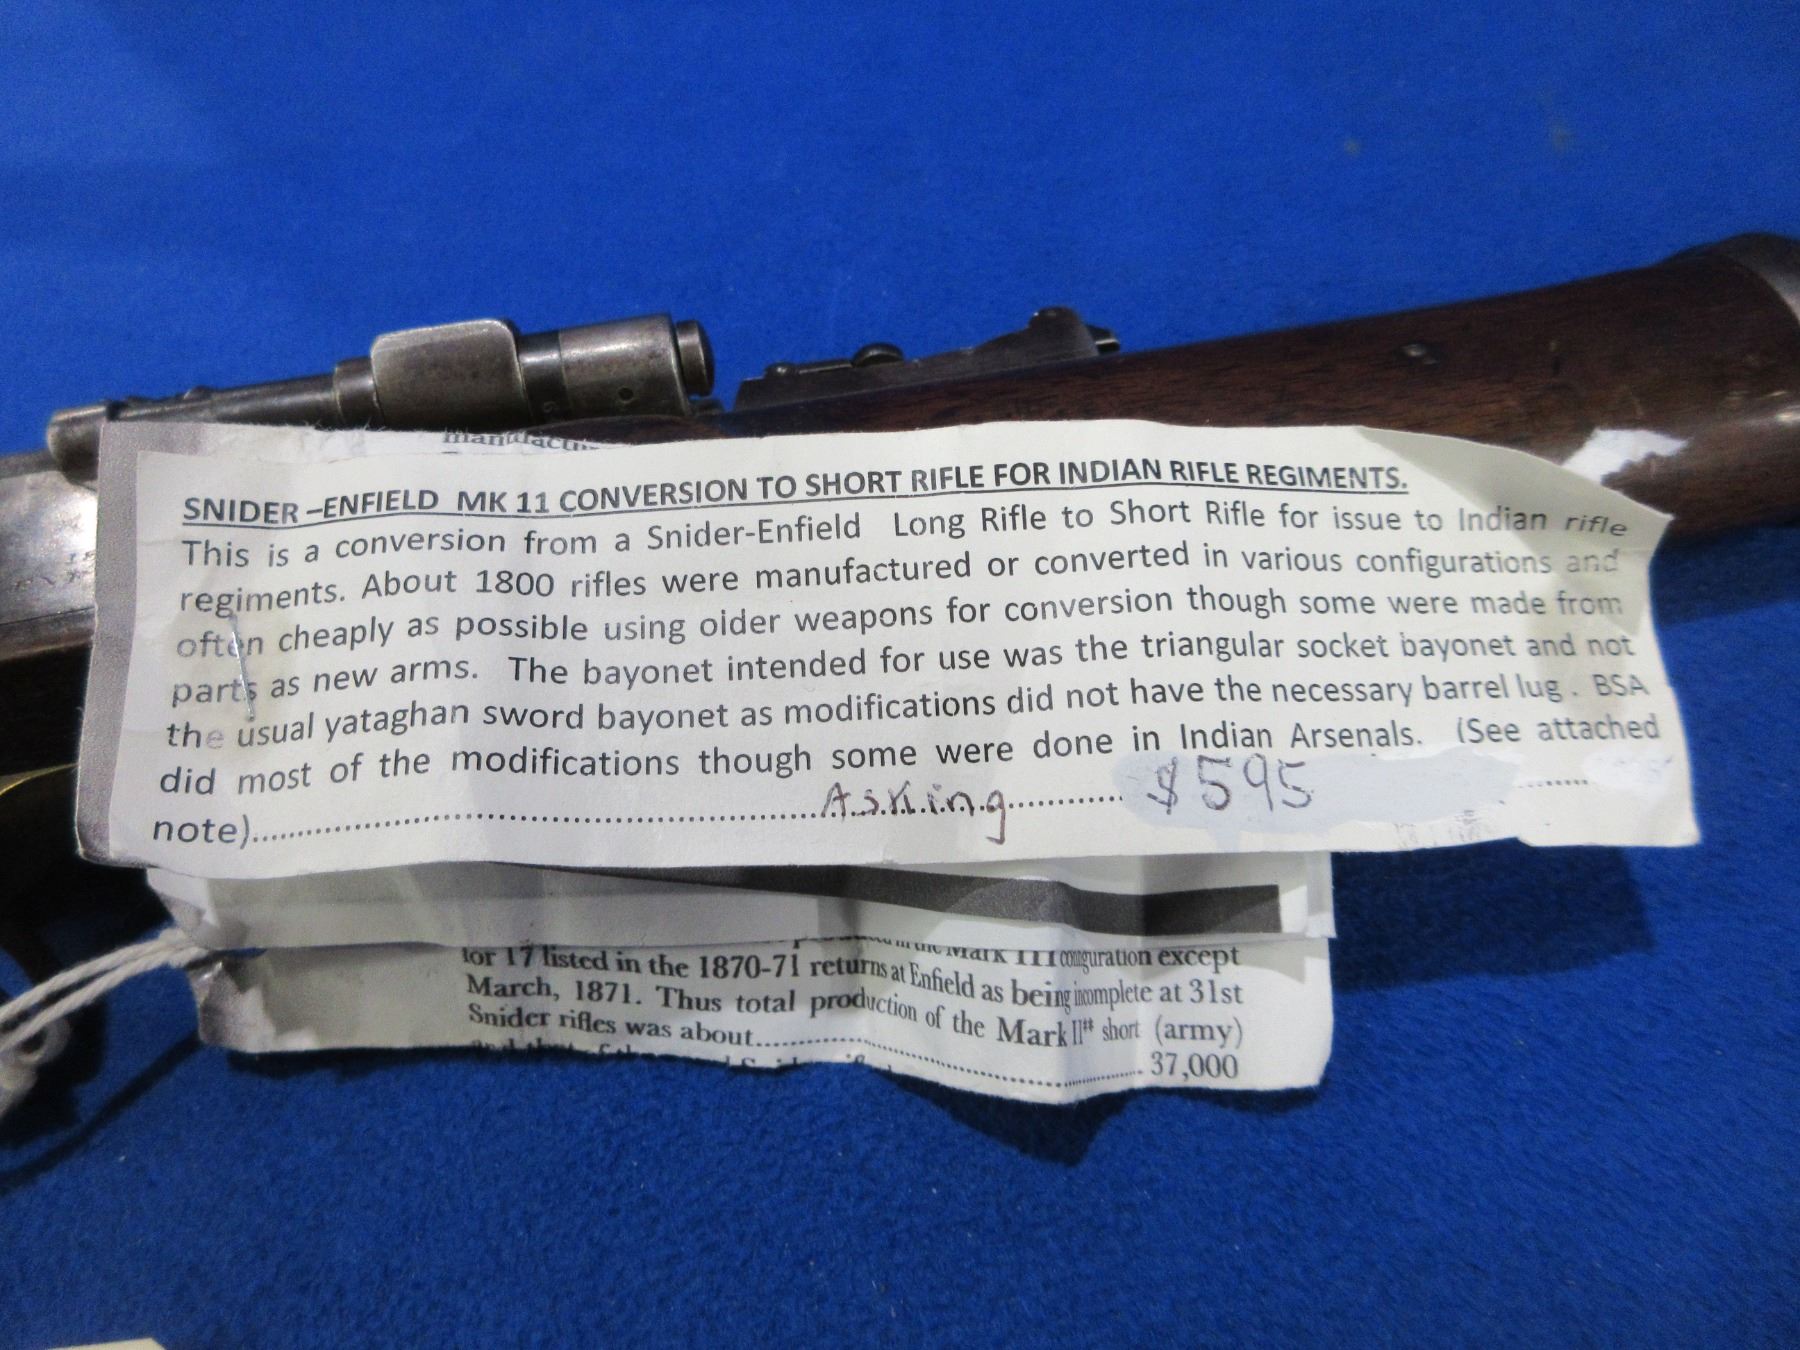 SNIDER –ENFIELD MK 11 CONVERSION TO SHORT RIFLE FOR INDIAN RIFLE REGIMENTS.
This is a conversion from a Snider-Enfield Long Rifle to Short Rifle for issue to Indian rifle
regiments. About 1800 rifles were manufactured or converted in various configurations and
often cheaply as possible using older weapons for conversion though some were made from
parts as new arms. The bayonet intended for use was the triangular socket bayonet and not
the usual yataghan sword bayonet as modifications did not have the necessary barrel lug . BSA
did most of the modifications though some were done in Indian Arsenals. (See attached
note)........................................................Asking............ $595
in the Mark III configuration except
for 17 listed in the 1870-71 returns at Enfield as being incomplete at 31st
March, 1871. Thus total production of the Mark II** short (army)
Snider rifles was about.................................................. 37,000